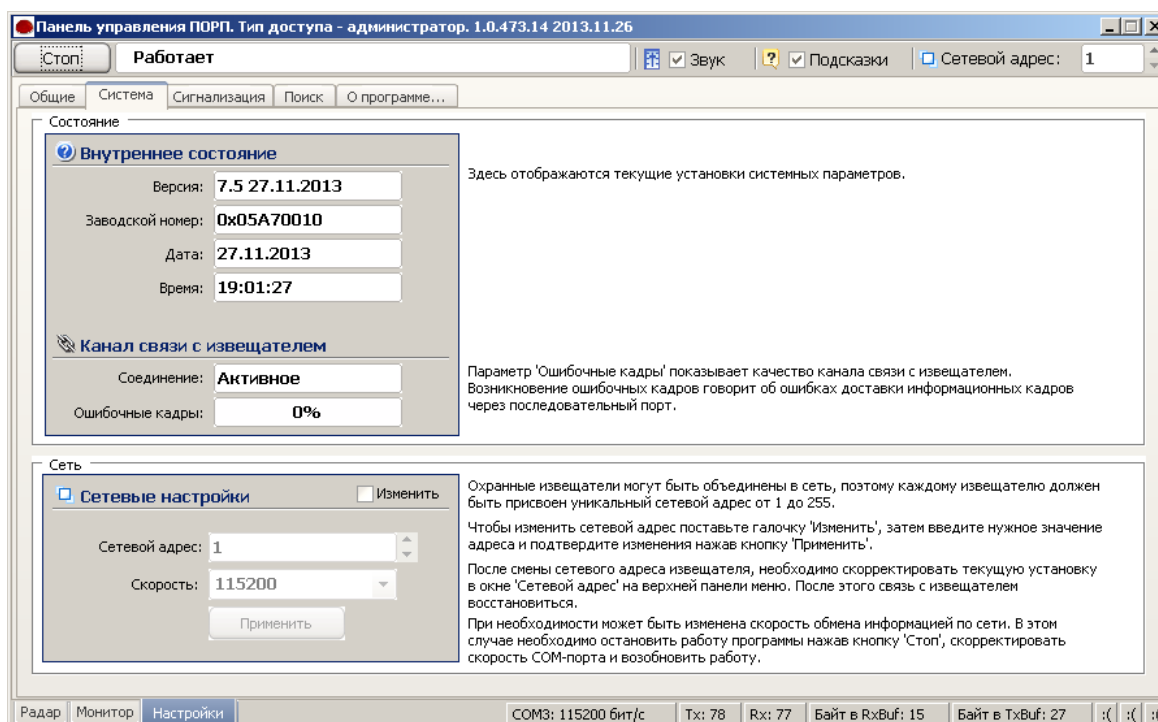 Панель управления ПОРП. Тип доступа - администратор. 1.0.473.14 2013.11.26
Стоп Работает Звук Подсказки Сетевой адрес: 1
Общие Система Сигнализация Поиск О программе...
Состояние
Внутреннее состояние
Версия: 7.5 27.11.2013
Заводской номер: 0x05A70010
Дата: 27.11.2013
Время: 19:01:27
Здесь отображаются текущие установки системных параметров.
Канал связи с извещателем
Соединение: Активное
Ошибочные кадры: 0%
Параметр 'Ошибочные кадры' показывает качество канала связи с извещателем.
Возникновение ошибочных кадров говорит об ошибках доставки информационных кадров
через последовательный порт.
Сеть
Сетевые настройки Изменить
Сетевой адрес: 1
Скорость: 115200
Применить
Охранные извещатели могут быть объединены в сеть, поэтому каждому извещателю должен
быть присвоен уникальный сетевой адрес от 1 до 255.
Чтобы изменить сетевой адрес поставьте галочку 'Изменить', затем введите нужное значение
адреса и подтвердите изменения нажав кнопку 'Применить'.
После смены сетевого адреса извещателя, необходимо скорректировать текущую установку
в окне 'Сетевой адрес' на верхней панели меню. После этого связь с извещателем
восстановиться.
При необходимости может быть изменена скорость обмена информацией по сети. В этом
случае необходимо остановить работу программы нажав кнопку 'Стоп', скорректировать
скорость COM-порта и возобновить работу.
Радар Монитор Настройки COM3: 115200 бит/с Tx: 78 Rx: 77 Байт в RxBuf: 15 Байт в TxBuf: 27 :( :( :(